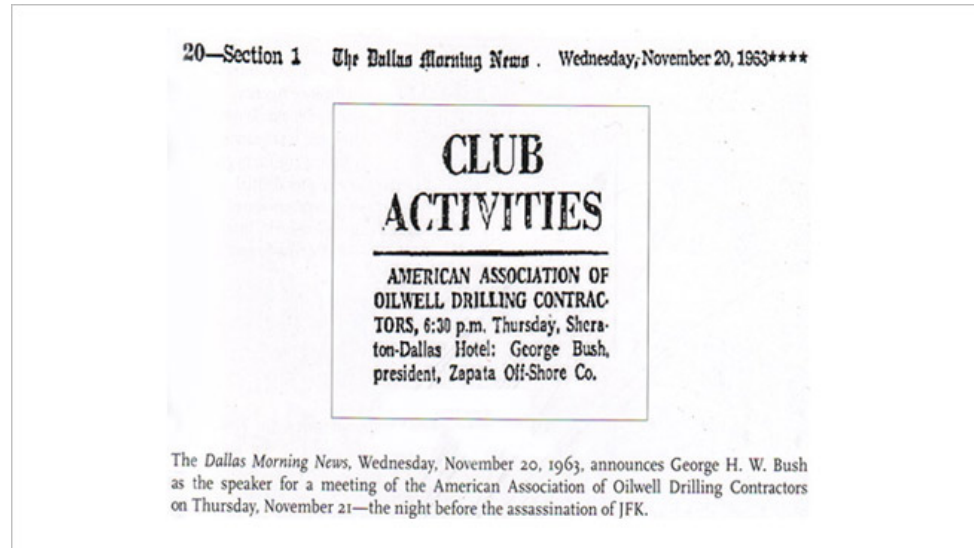 20—Section 1 The Dallas Morning News . Wednesday, November 20, 1963★★★★
CLUB
ACTIVITIES
AMERICAN ASSOCIATION OF
OILWELL DRILLING CONTRAC-
TORS, 6:30 p.m. Thursday, Shera-
ton-Dallas Hotel: George Bush,
president, Zapata Off-Shore Co.
The Dallas Morning News, Wednesday, November 20, 1963, announces George H. W. Bush
as the speaker for a meeting of the American Association of Oilwell Drilling Contractors
on Thursday, November 21—the night before the assassination of JFK.